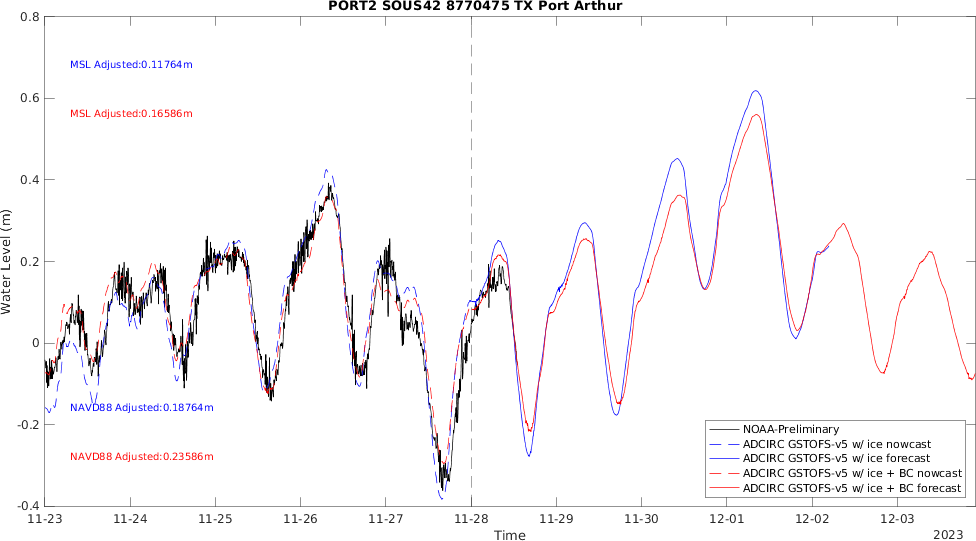 PORT2 SOUS42 8770475 TX Port Arthur
0.8
0.6
0.4
0.2
0
-0.2
-0.4
Water Level (m)
MSL Adjusted:0.11764m
MSL Adjusted:0.16586m
NAVD88 Adjusted:0.18764m
NAVD88 Adjusted:0.23586m
NOAA-Preliminary
ADCIRC GSTOFS-v5 w/ ice nowcast
ADCIRC GSTOFS-v5 w/ ice forecast
ADCIRC GSTOFS-v5 w/ ice + BC nowcast
ADCIRC GSTOFS-v5 w/ ice + BC forecast
11-23 11-24 11-25 11-26 11-27 11-28 11-29 11-30 12-01 12-02 12-03
Time
2023